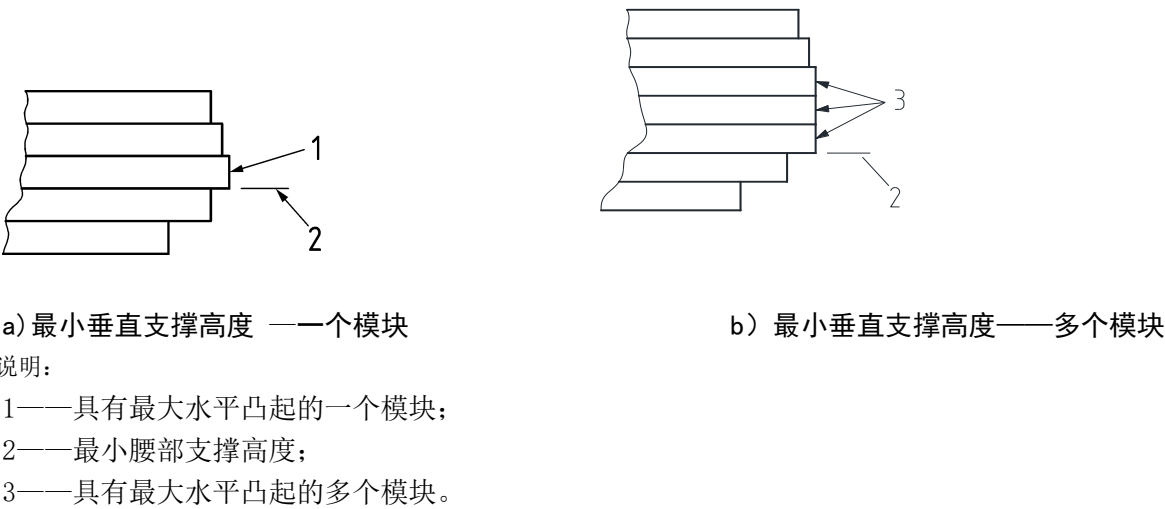 3
1
2
2
a)最小垂直支撑高度 —一个模块
b) 最小垂直支撑高度——多个模块
说明:
1——具有最大水平凸起的一个模块;
2——最小腰部支撑高度;
3——具有最大水平凸起的多个模块。